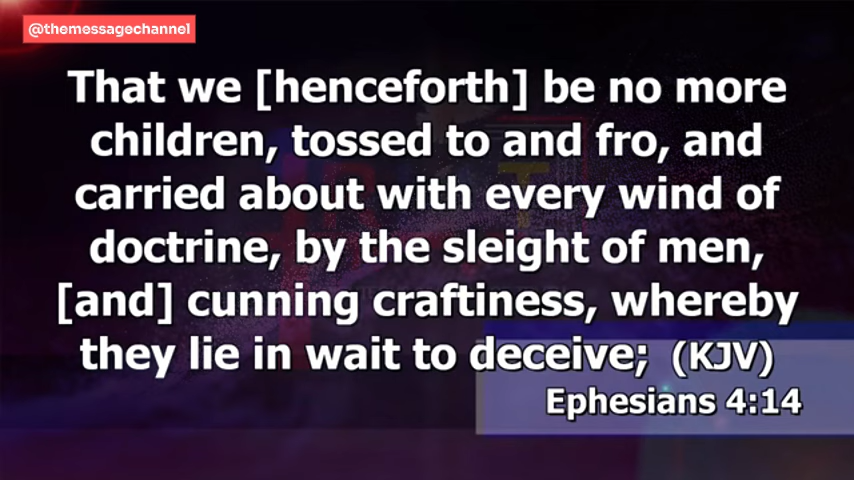 @themessagechannel
That we [henceforth] be no more
children, tossed to and fro, and
carried about with every wind of
doctrine, by the sleight of men,
[and] cunning craftiness, whereby
they lie in wait to deceive; (KJV)
Ephesians 4:14